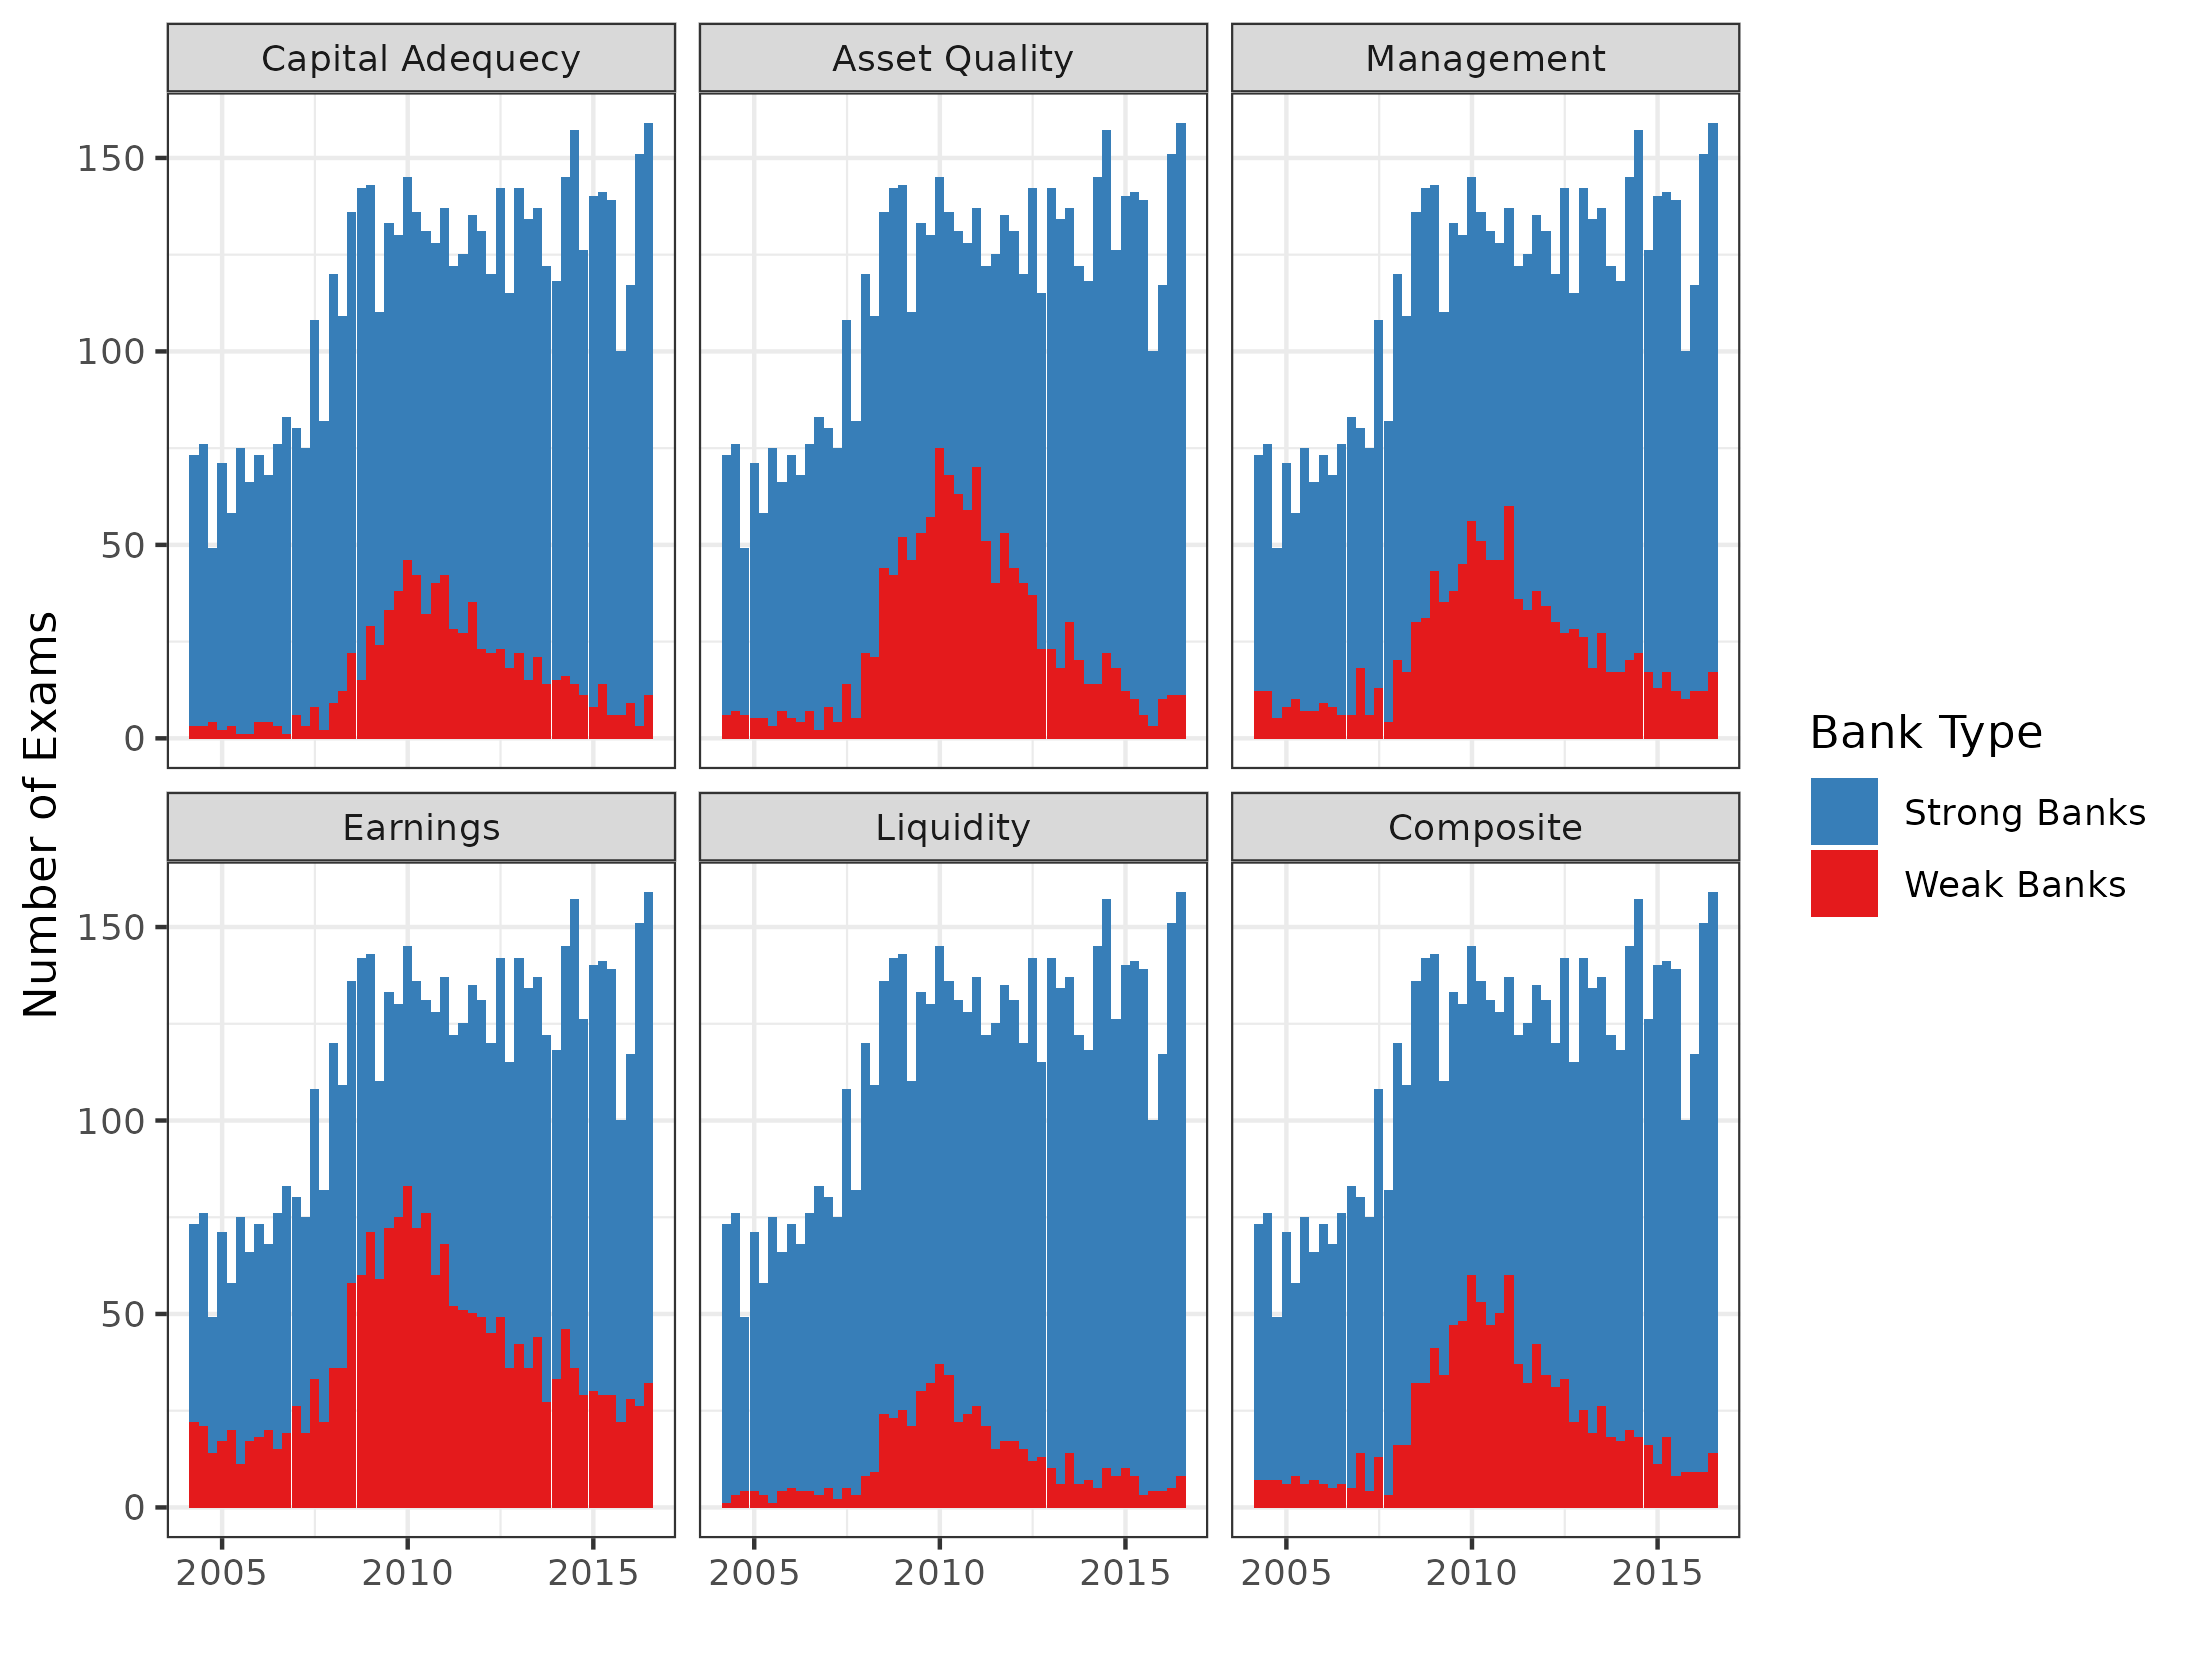 Capital Adequecy
Asset Quality
Management
150
100
50
0
Earnings
Liquidity
Composite
150
100
50
0
2005
2010
2015
2005
2010
2015
2005
2010
2015
Number of Exams
Bank Type
Strong Banks
Weak Banks